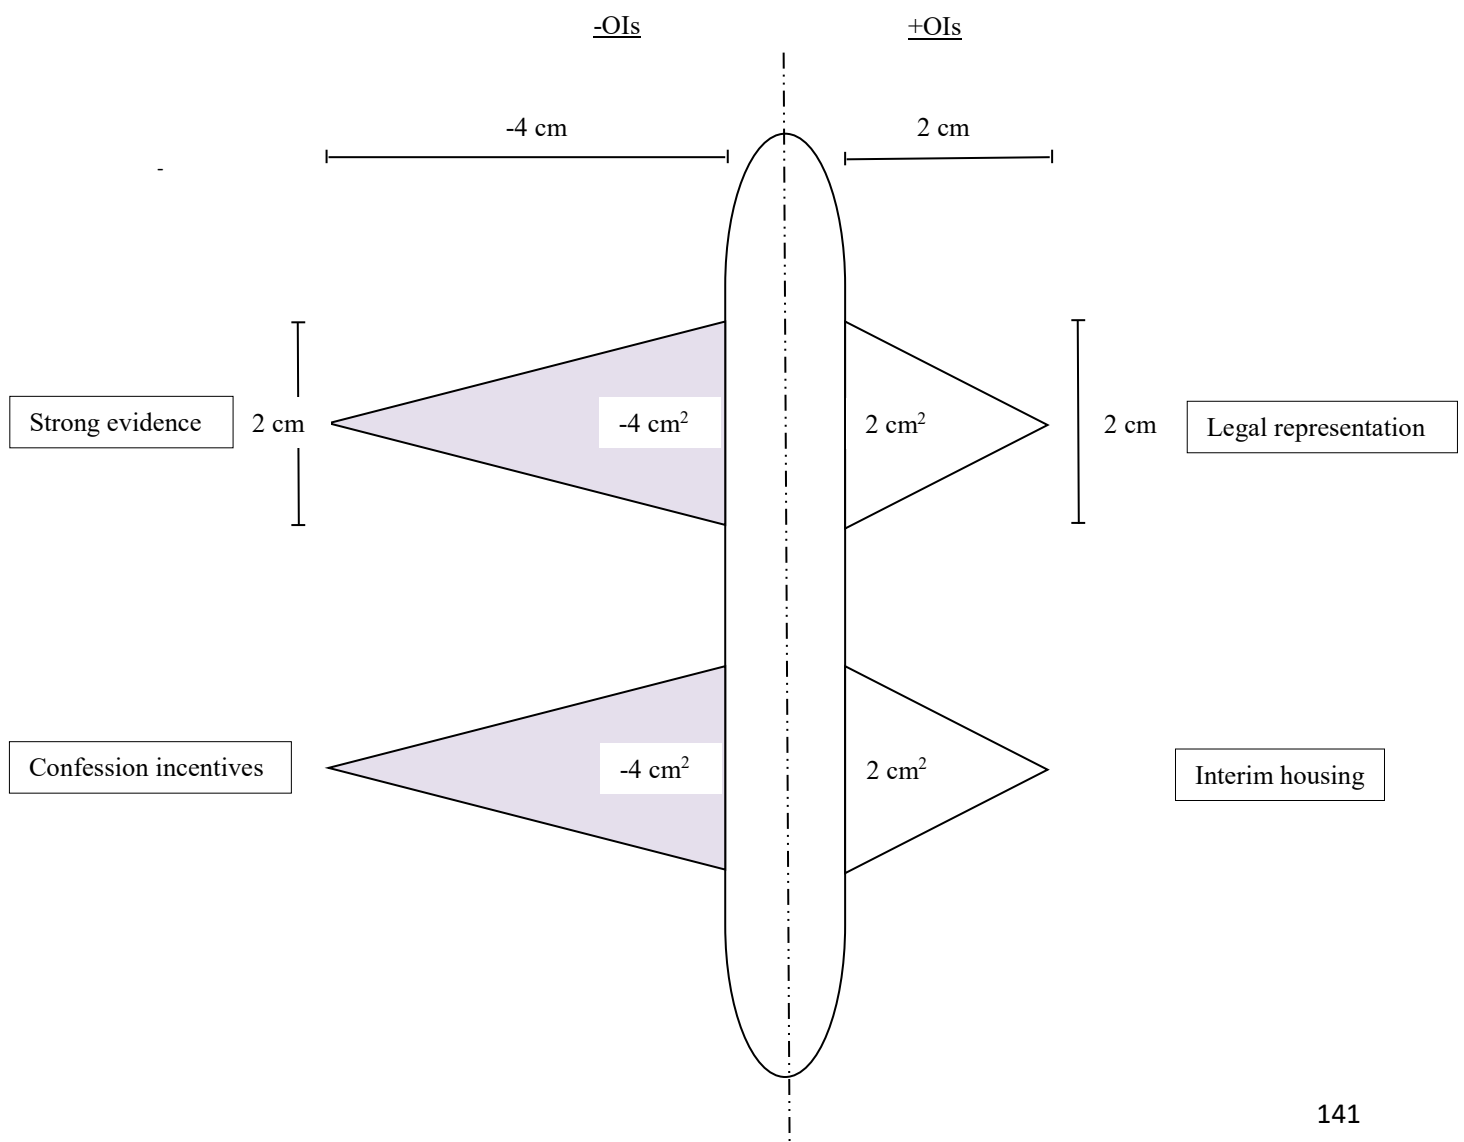 -OIs
+OIs
-4 cm
2 cm
-
Strong evidence
2 cm
-4 cm²
2 cm²
2 cm
Legal representation
Confession incentives
-4 cm²
2 cm²
Interim housing
141